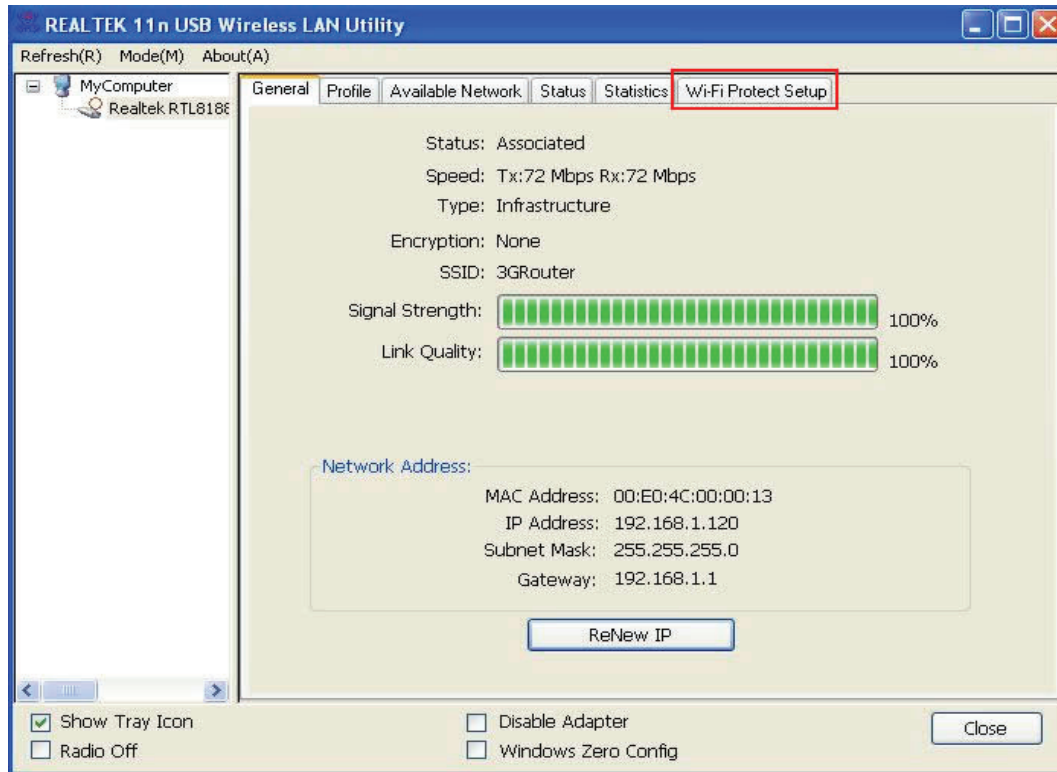 REALTEK 11n USB Wireless LAN Utility
Refresh(R) Mode(M) About(A)
MyComputer
Realtek RTL8188
General Profile Available Network Status Statistics Wi-Fi Protect Setup
Status: Associated
Speed: Tx:72 Mbps Rx:72 Mbps
Type: Infrastructure
Encryption: None
SSID: 3GRouter
Signal Strength: 100%
Link Quality: 100%
Network Address:
MAC Address: 00:E0:4C:00:00:13
IP Address: 192.168.1.120
Subnet Mask: 255.255.255.0
Gateway: 192.168.1.1
ReNew IP
Show Tray Icon
Radio Off
Disable Adapter
Windows Zero Config
Close